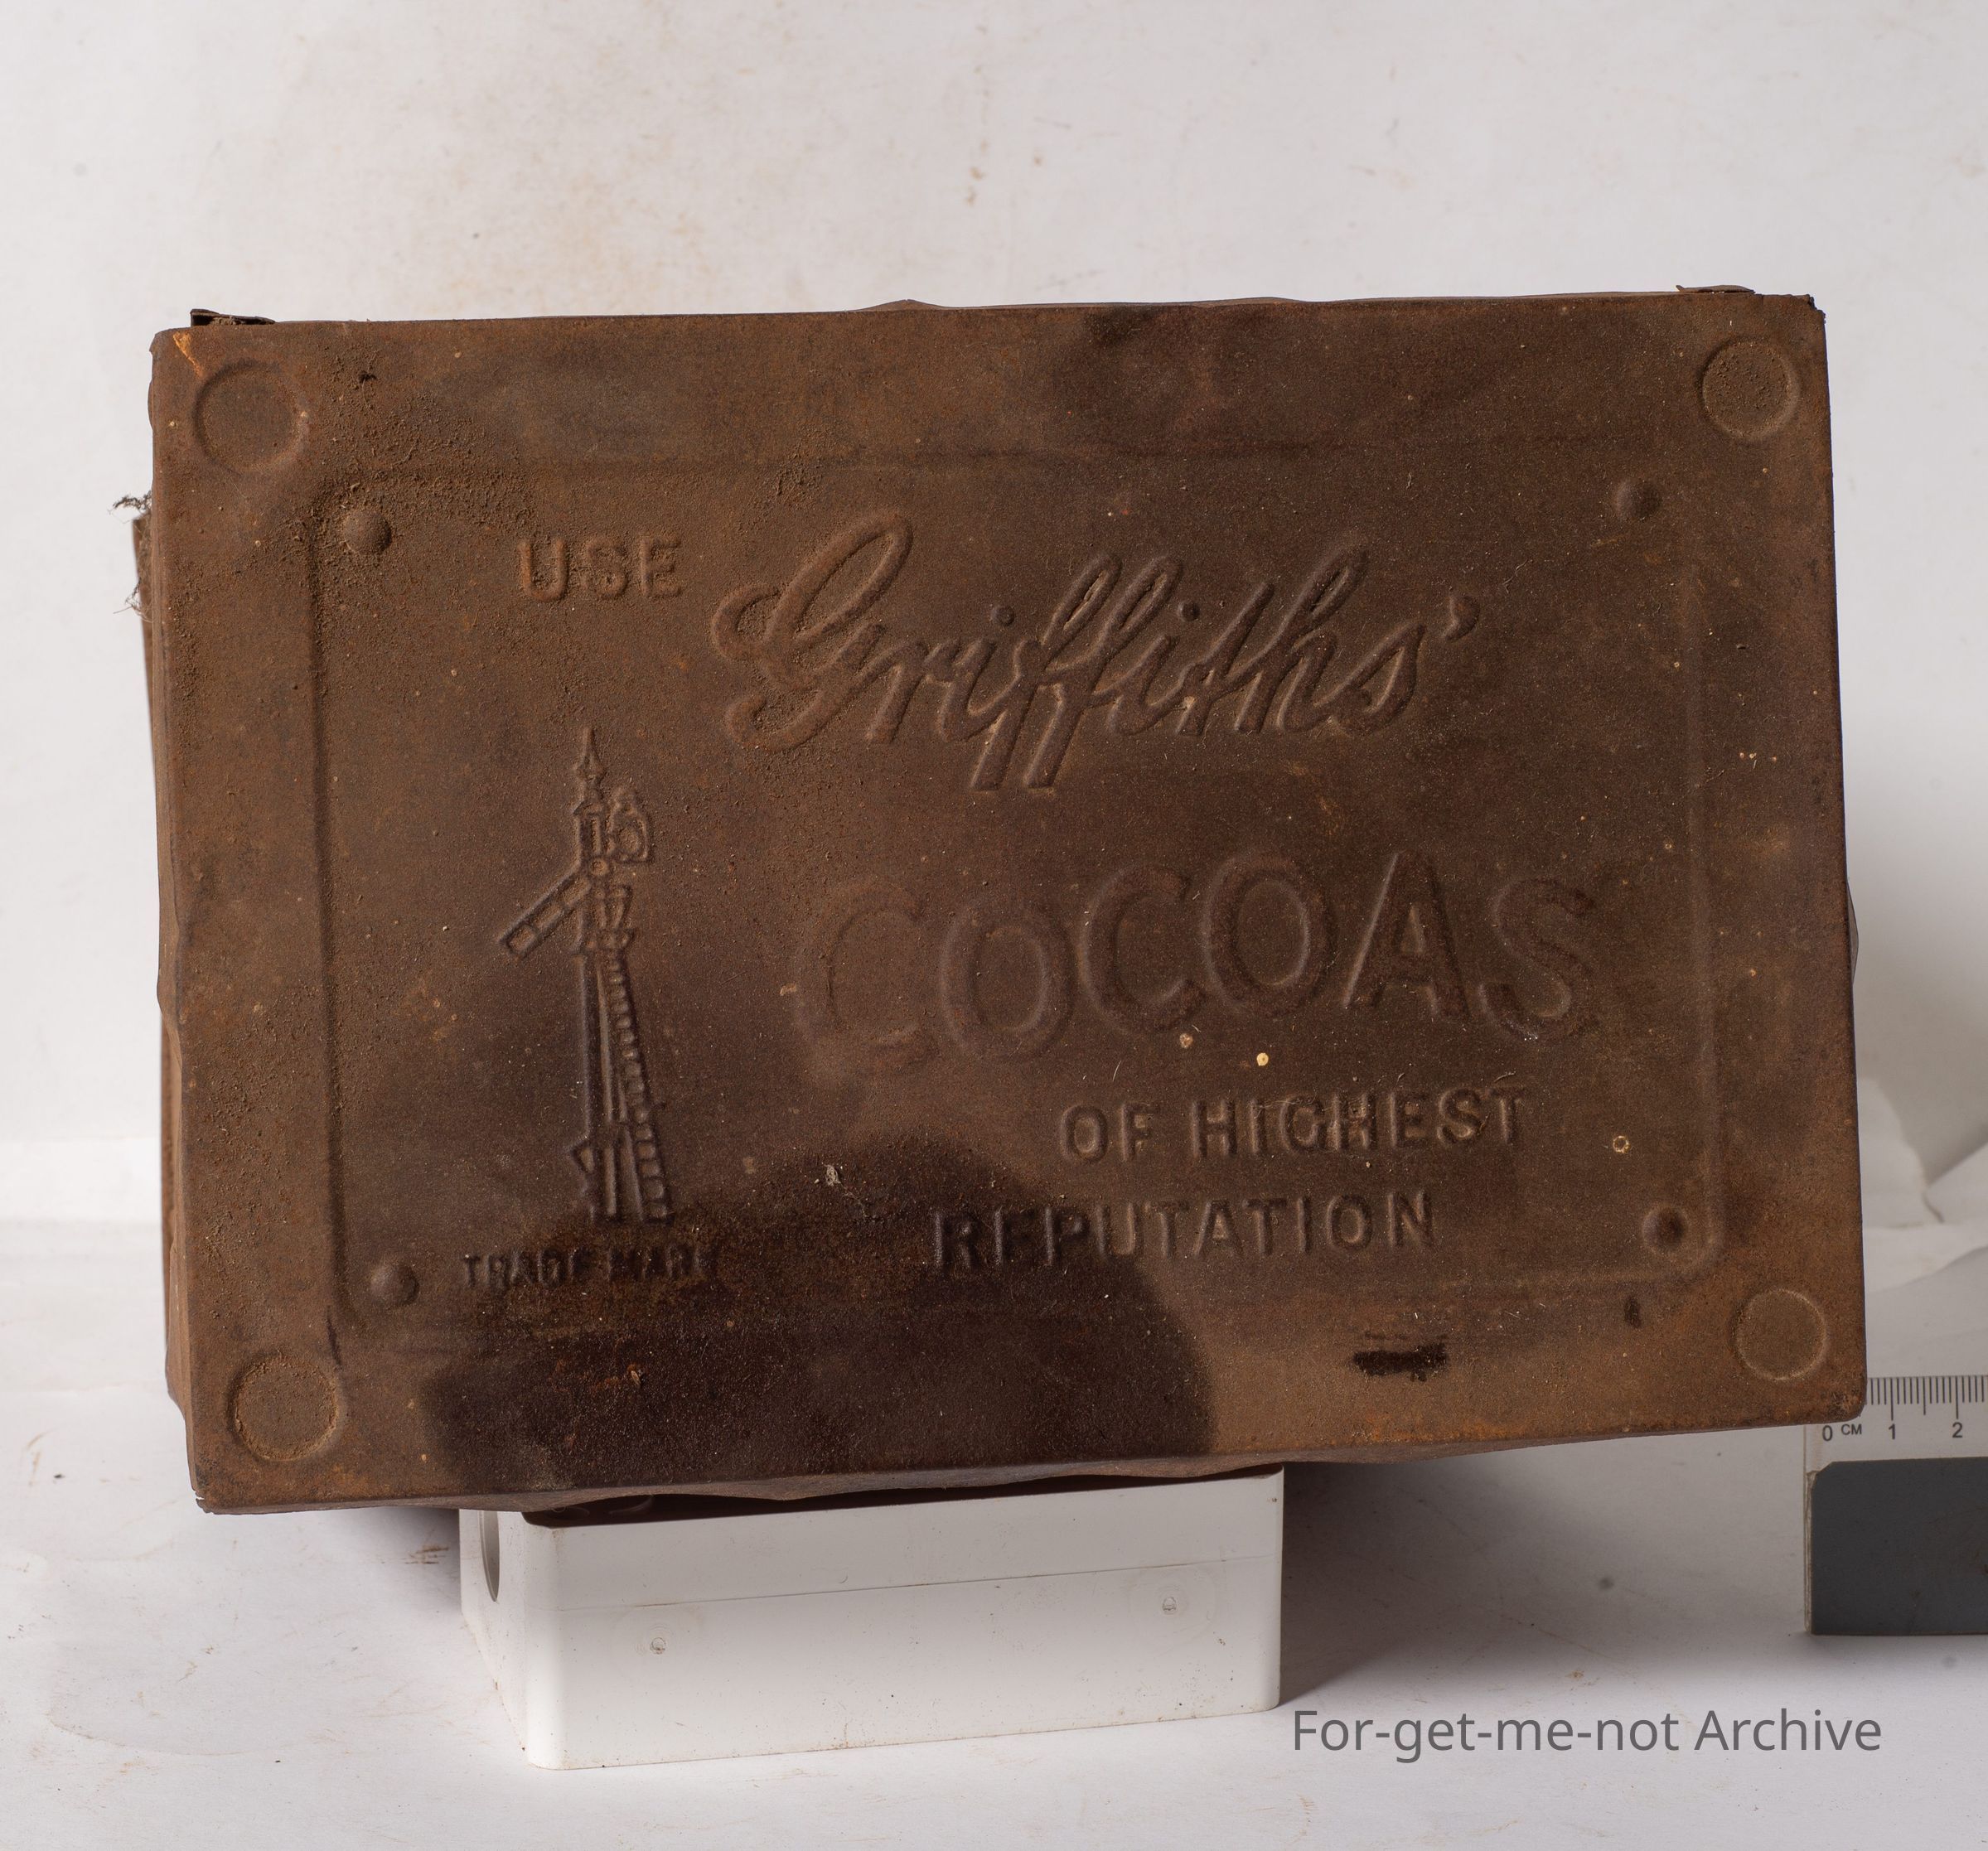 USE Griffiths'
COCOAS
OF HIGHEST
REPUTATION
TRADE MARK
0 CM 1 2
For-get-me-not Archive